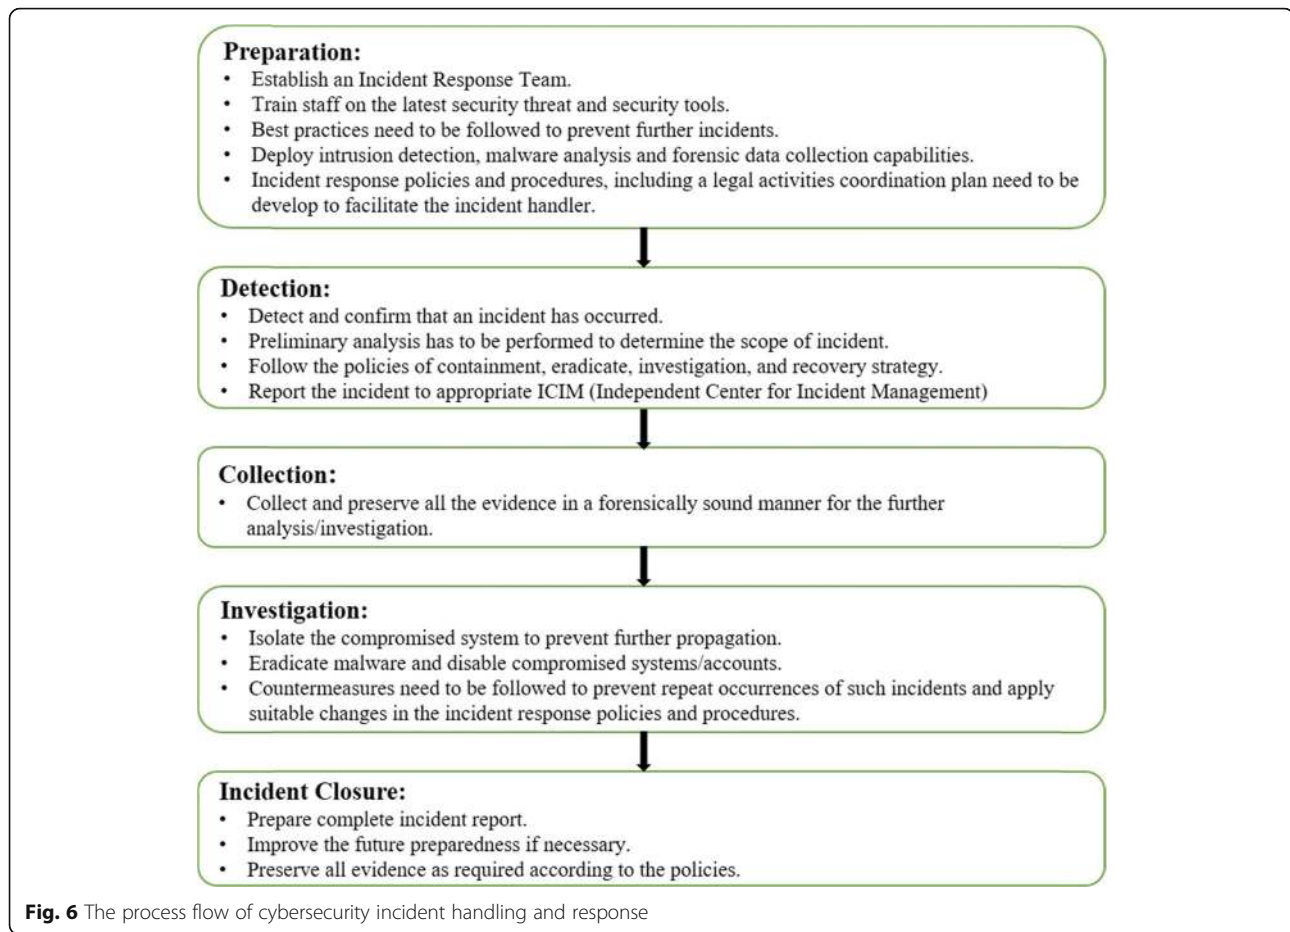 Preparation:
• Establish an Incident Response Team.
• Train staff on the latest security threat and security tools.
• Best practices need to be followed to prevent further incidents.
• Deploy intrusion detection, malware analysis and forensic data collection capabilities.
• Incident response policies and procedures, including a legal activities coordination plan need to be
develop to facilitate the incident handler.
Detection:
• Detect and confirm that an incident has occurred.
• Preliminary analysis has to be performed to determine the scope of incident.
• Follow the policies of containment, eradicate, investigation, and recovery strategy.
• Report the incident to appropriate ICIM (Independent Center for Incident Management)
Collection:
• Collect and preserve all the evidence in a forensically sound manner for the further
analysis/investigation.
Investigation:
• Isolate the compromised system to prevent further propagation.
• Eradicate malware and disable compromised systems/accounts.
• Countermeasures need to be followed to prevent repeat occurrences of such incidents and apply
suitable changes in the incident response policies and procedures.
Incident Closure:
• Prepare complete incident report.
• Improve the future preparedness if necessary.
• Preserve all evidence as required according to the policies.
Fig. 6 The process flow of cybersecurity incident handling and response